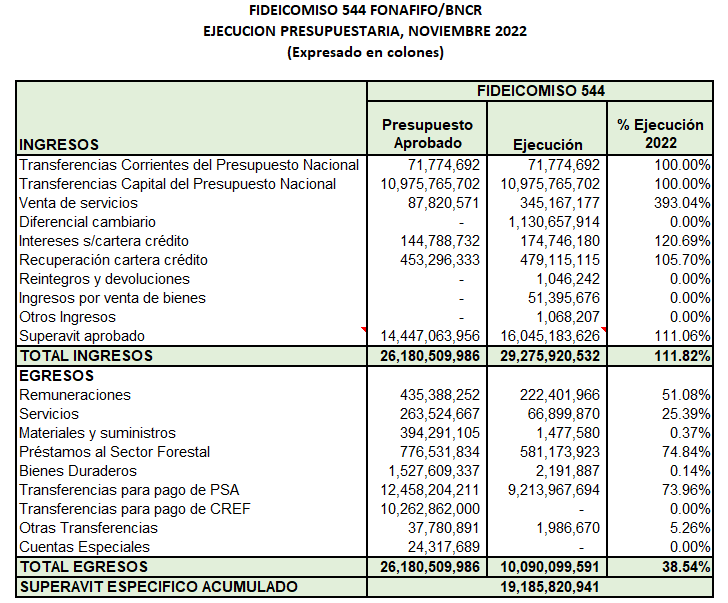 FIDEICOMISO 544 FONAFIFO/BNCR
EJECUCION PRESUPUESTARIA, NOVIEMBRE 2022
(Expresado en colones)
FIDEICOMISO 544
INGRESOS Presupuesto Aprobado Ejecución % Ejecución 2022
Transferencias Corrientes del Presupuesto Nacional 71,774,692 71,774,692 100.00%
Transferencias Capital del Presupuesto Nacional 10,975,765,702 10,975,765,702 100.00%
Venta de servicios 87,820,571 345,167,177 393.04%
Diferencial cambiario - 1,130,657,914 0.00%
Intereses s/cartera crédito 144,788,732 174,746,180 120.69%
Recuperación cartera crédito 453,296,333 479,115,115 105.70%
Reintegros y devoluciones - 1,046,242 0.00%
Ingresos por venta de bienes - 51,395,676 0.00%
Otros Ingresos - 1,068,207 0.00%
Superavit aprobado 14,447,063,956 16,045,183,626 111.06%
TOTAL INGRESOS 26,180,509,986 29,275,920,532 111.82%
EGRESOS
Remuneraciones 435,388,252 222,401,966 51.08%
Servicios 263,524,667 66,899,870 25.39%
Materiales y suministros 394,291,105 1,477,580 0.37%
Préstamos al Sector Forestal 776,531,834 581,173,923 74.84%
Bienes Duraderos 1,527,609,337 2,191,887 0.14%
Transferencias para pago de PSA 12,458,204,211 9,213,967,694 73.96%
Transferencias para pago de CREF 10,262,862,000 - 0.00%
Otras Transferencias 37,780,891 1,986,670 5.26%
Cuentas Especiales 24,317,689 - 0.00%
TOTAL EGRESOS 26,180,509,986 10,090,099,591 38.54%
SUPERAVIT ESPECIFICO ACUMULADO 19,185,820,941